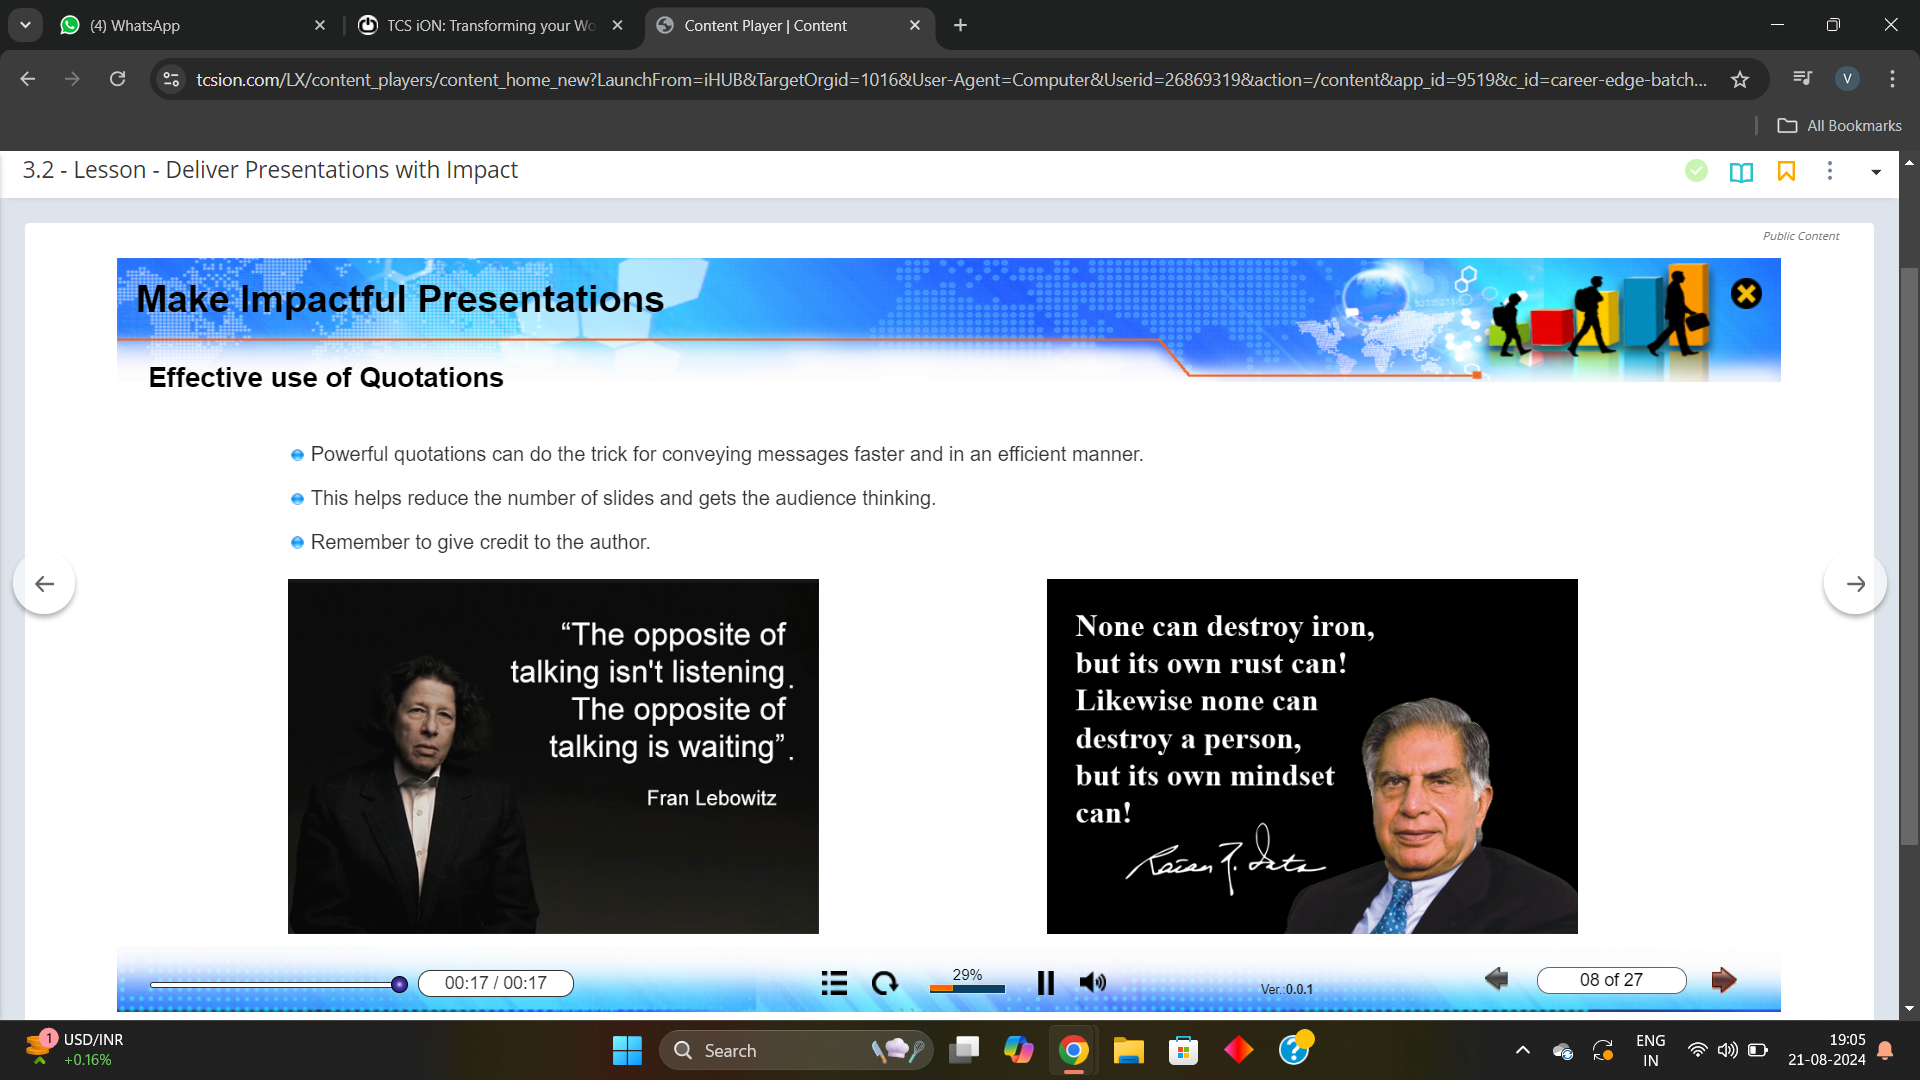 (4) WhatsApp
TCS iON: Transforming your Wo
Content Player | Content
tcsion.com/LX/content_players/content_home_new?LaunchFrom=iHUB&TargetOrgid=1016&User-Agent=Computer&Userid=26869319&action=/content&app_id=9519&c_id=career-edge-batch...
V
All Bookmarks
3.2 - Lesson - Deliver Presentations with Impact
Public Content
Make Impactful Presentations
Effective use of Quotations
Powerful quotations can do the trick for conveying messages faster and in an efficient manner.
This helps reduce the number of slides and gets the audience thinking.
Remember to give credit to the author.
“The opposite of
talking isn't listening.
The opposite of
talking is waiting”.
Fran Lebowitz
None can destroy iron,
but its own rust can!
Likewise none can
destroy a person,
but its own mindset
can!
00:17 / 00:17
29%
Ver.:0.0.1
08 of 27
1
USD/INR
+0.16%
Search
ENG
IN
19:05
21-08-2024